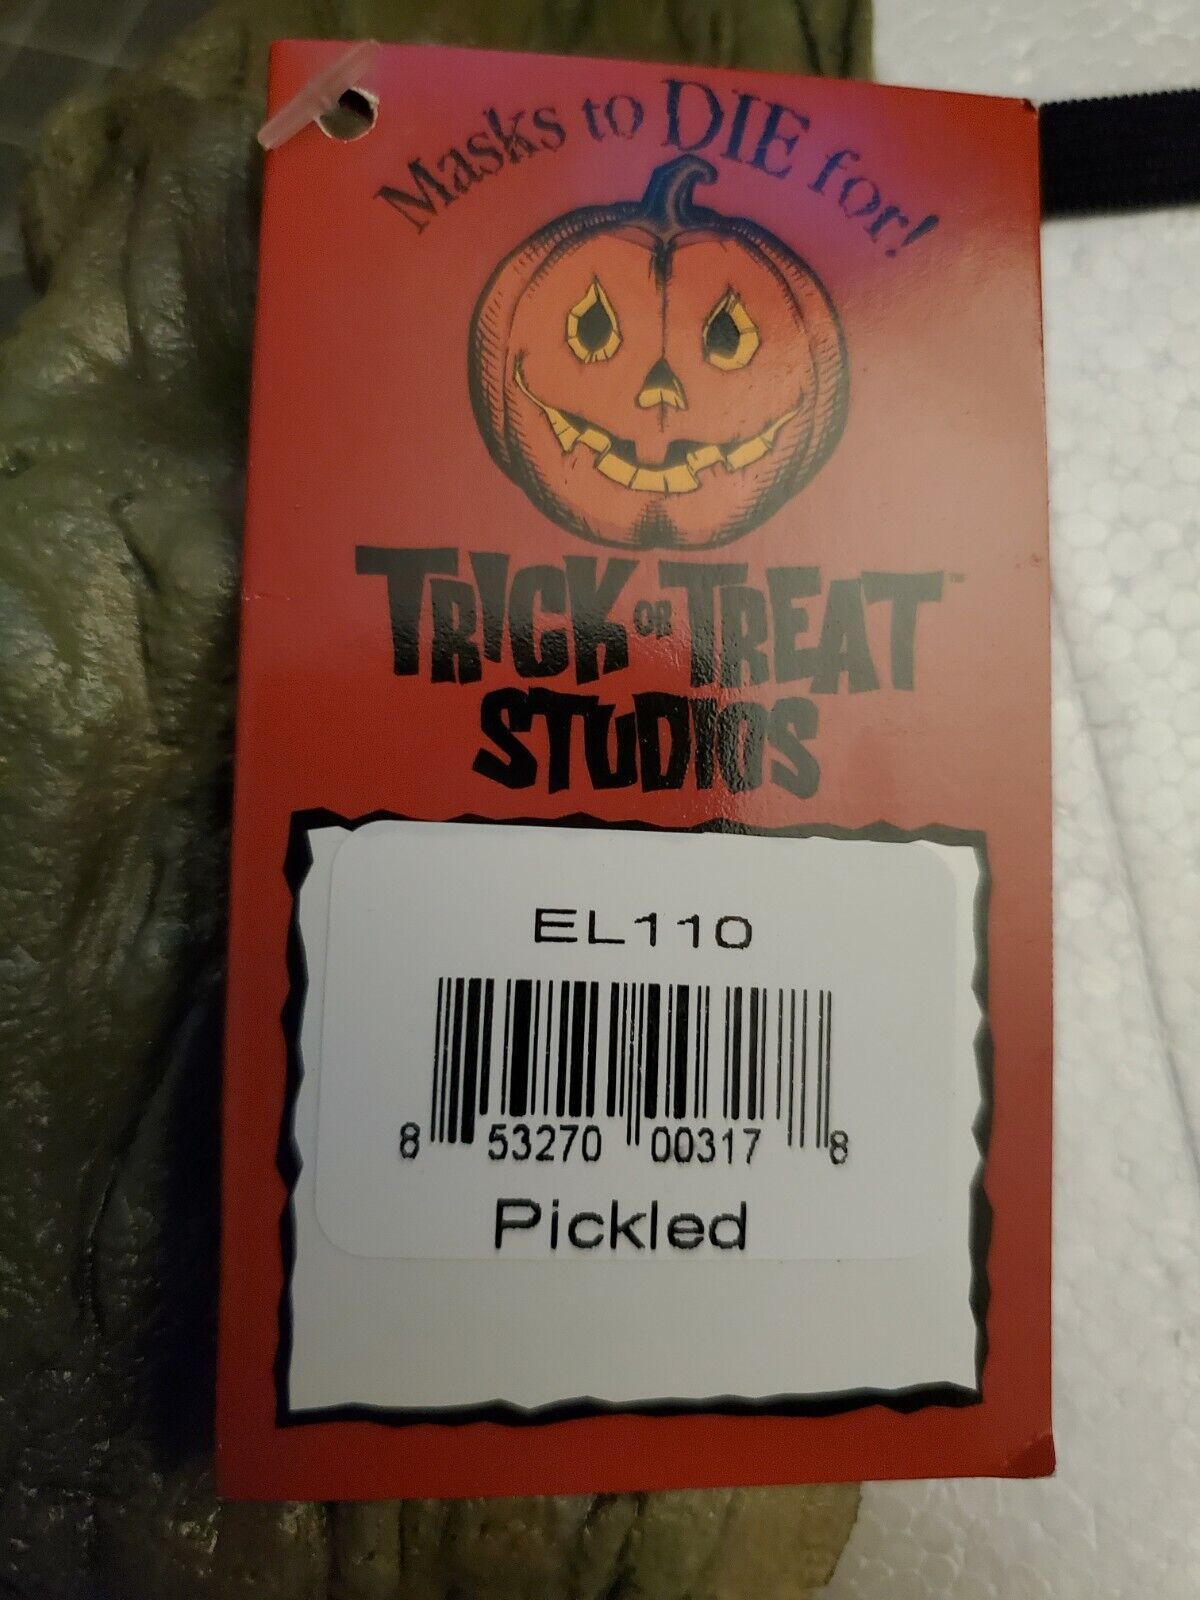 Masks to DIE for!
TRICK OR TREAT™
STUDIOS
EL110
8 53270 00317 8
Pickled